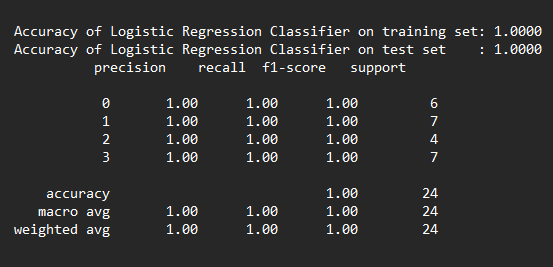 Accuracy of Logistic Regression Classifier on training set: 1.0000
Accuracy of Logistic Regression Classifier on test set    : 1.0000
precision    recall  f1-score   support
0       1.00      1.00      1.00         6
1       1.00      1.00      1.00         7
2       1.00      1.00      1.00         4
3       1.00      1.00      1.00         7
accuracy                           1.00        24
macro avg       1.00      1.00      1.00        24
weighted avg       1.00      1.00      1.00        24